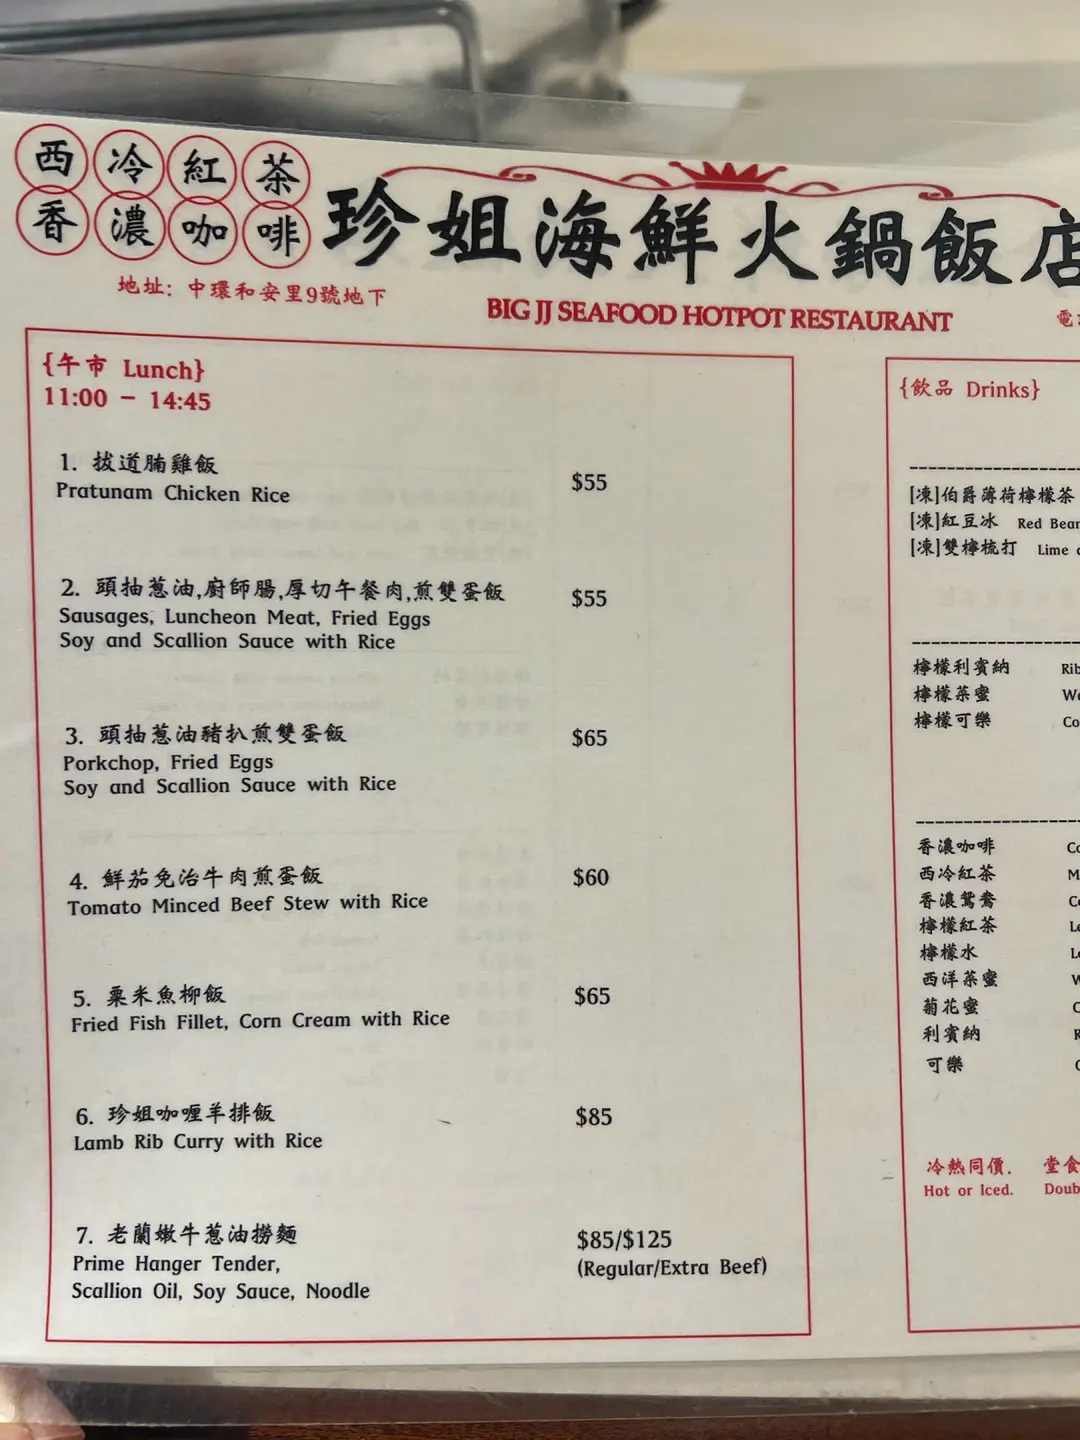 西冷紅茶
香濃咖啡
珍姐海鮮火鍋飯店
地址: 中環和安里9號地下
BIG JJ SEAFOOD HOTPOT RESTAURANT
{午市 Lunch}
11:00 - 14:45
1. 拔道腩雞飯
Pratunam Chicken Rice
$55
2. 頭抽蔥油,廚師腸,厚切午餐肉,煎雙蛋飯
Sausages, Luncheon Meat, Fried Eggs
Soy and Scallion Sauce with Rice
$55
3. 頭抽蔥油豬扒煎雙蛋飯
Porkchop, Fried Eggs
Soy and Scallion Sauce with Rice
$65
4. 鮮茄免治牛肉煎蛋飯
Tomato Minced Beef Stew with Rice
$60
5. 粟米魚柳飯
Fried Fish Fillet, Corn Cream with Rice
$65
6. 珍姐咖喱羊排飯
Lamb Rib Curry with Rice
$85
7. 老蘭嫩牛蔥油撈麵
Prime Hanger Tender,
Scallion Oil, Soy Sauce, Noodle
$85/$125
(Regular/Extra Beef)
{飲品 Drinks}
[凍]伯爵薄荷檸檬茶
[凍]紅豆冰 Red Bean
[凍]雙檸梳打 Lime
檸檬利賓納
檸檬茶蜜
檸檬可樂
香濃咖啡
西冷紅茶
香濃鴛鴦
檸檬紅茶
檸檬水
西洋茶蜜
菊花蜜
利賓納
可樂
冷熱同價. 堂食
Hot or Iced.